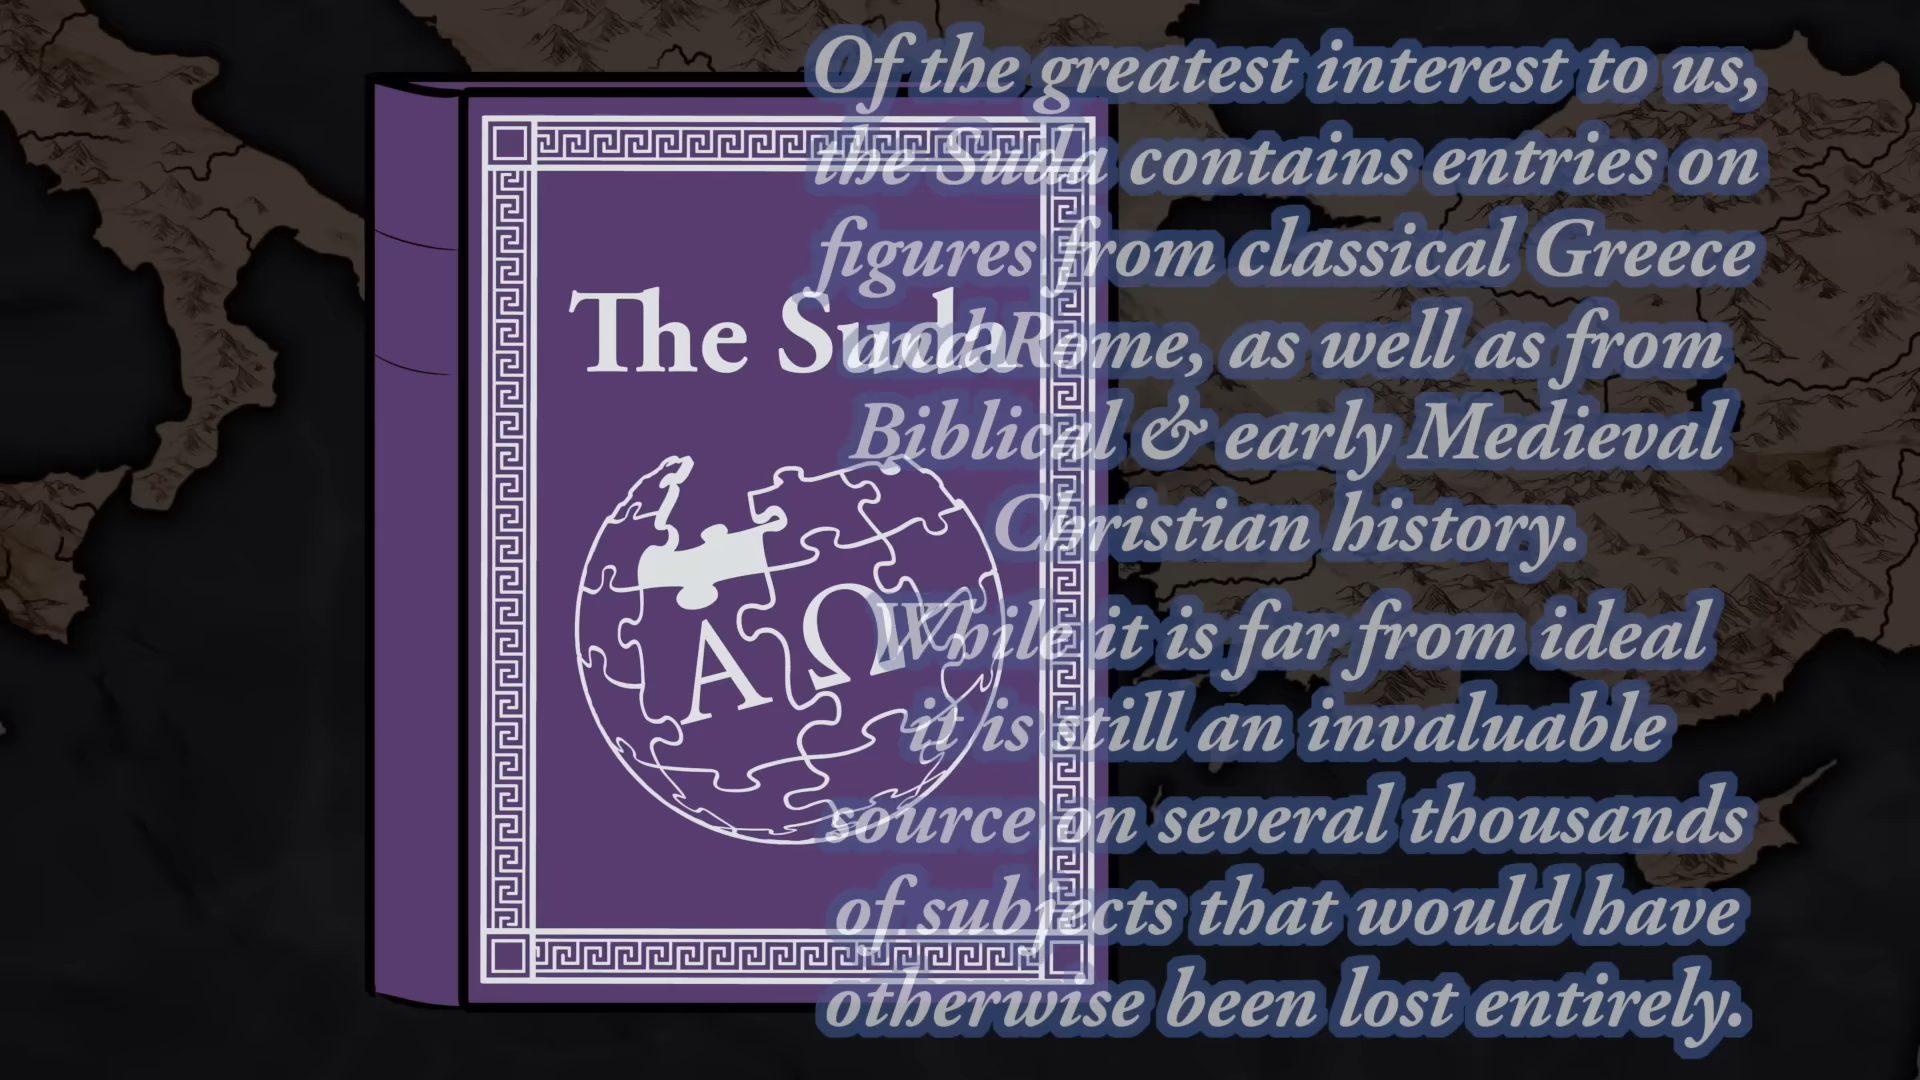 The Suda
Α Ω
Of the greatest interest to us,
the Suda contains entries on
figures from classical Greece
and Rome, as well as from
Biblical & early Medieval
Christian history.
While it is far from ideal
it is still an invaluable
source on several thousands
of subjects that would have
otherwise been lost entirely.